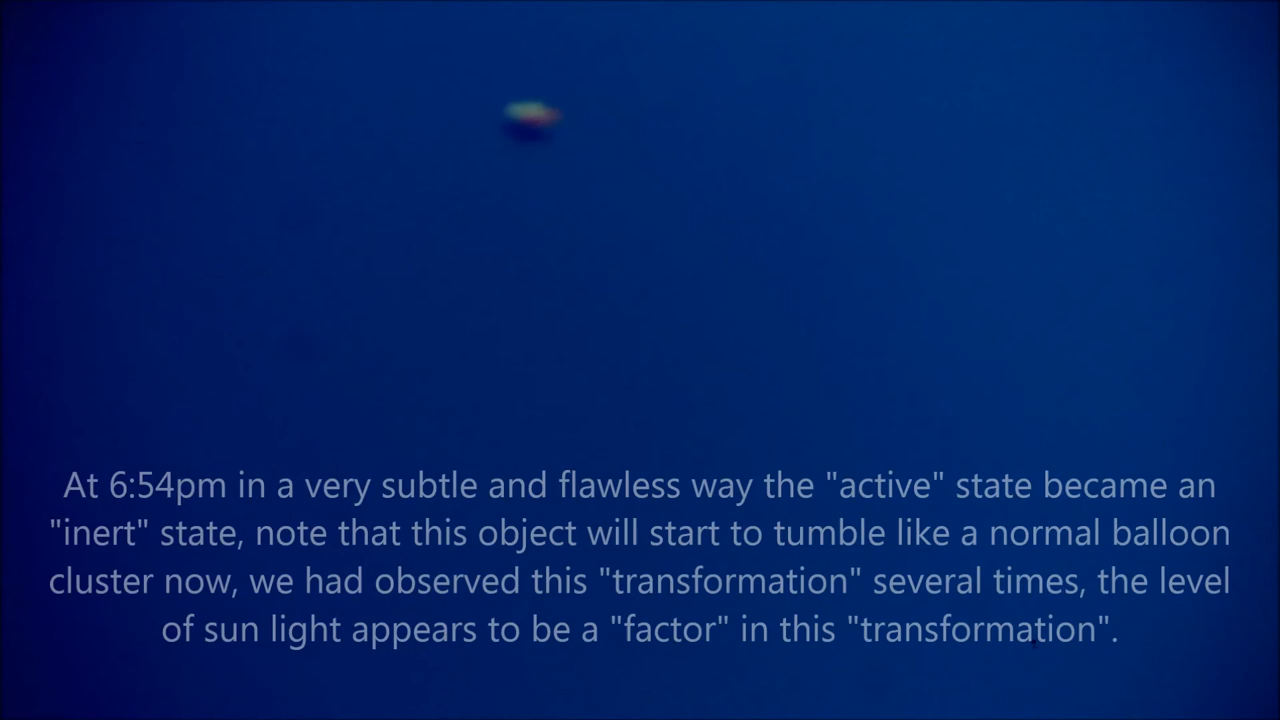 At 6:54pm in a very subtle and flawless way the "active" state became an
"inert" state, note that this object will start to tumble like a normal balloon
cluster now, we had observed this "transformation" several times, the level
of sun light appears to be a "factor" in this "transformation".